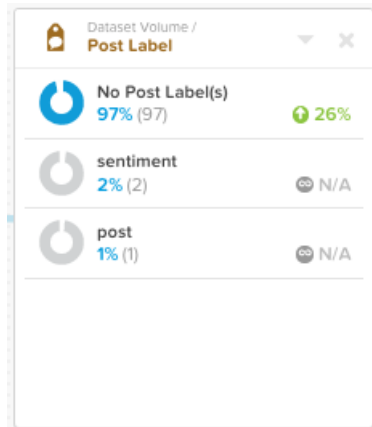 Dataset Volume /
Post Label
No Post Label(s)
97% (97)
26%
sentiment
2% (2)
N/A
post
1% (1)
N/A